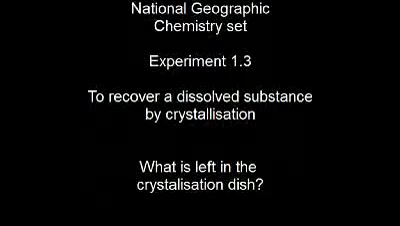 National Geographic
Chemistry set
Experiment 1.3
To recover a dissolved substance
by crystallisation
What is left in the
crystalisation dish?